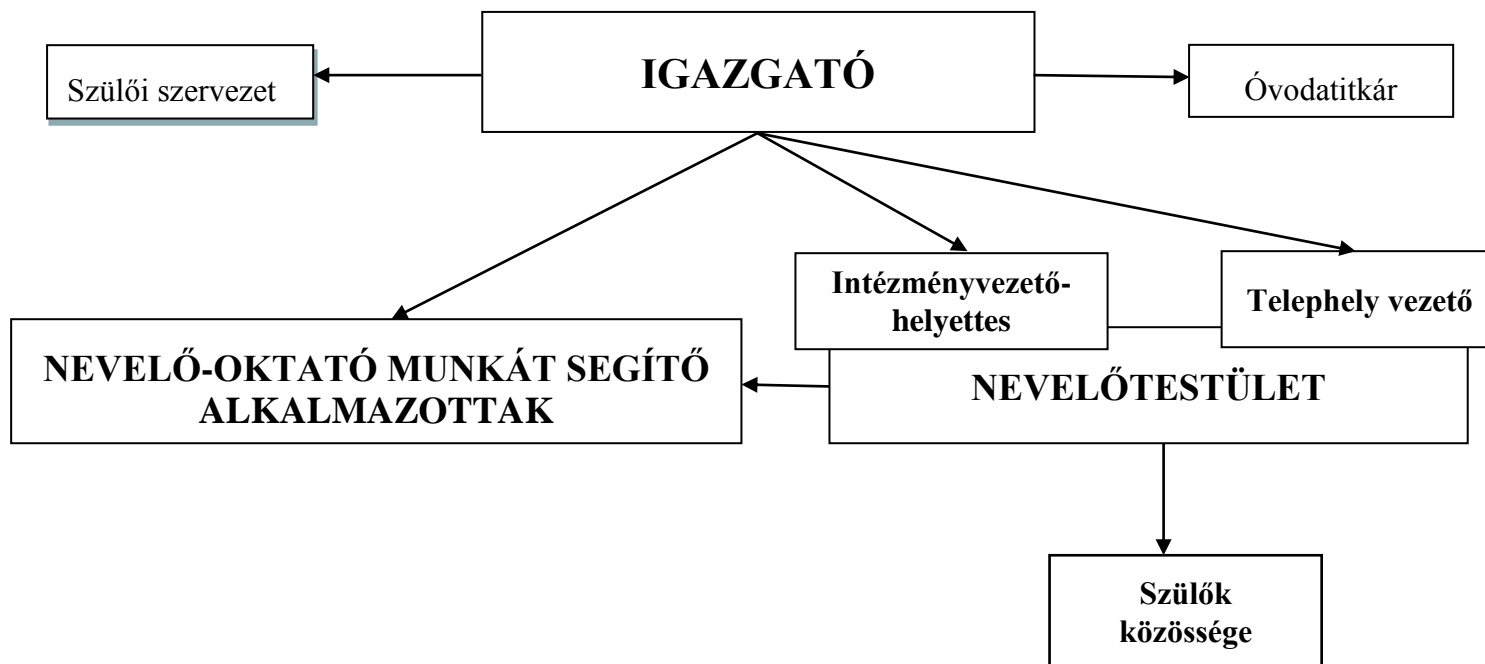 IGAZGATÓ
Szülői szervezet
Óvodatitkár
Intézményvezető-
helyettes
Telephely vezető
NEVELŐ-OKTATÓ MUNKÁT SEGÍTŐ
ALKALMAZOTTAK
NEVELŐTESTÜLET
Szülők
közössége